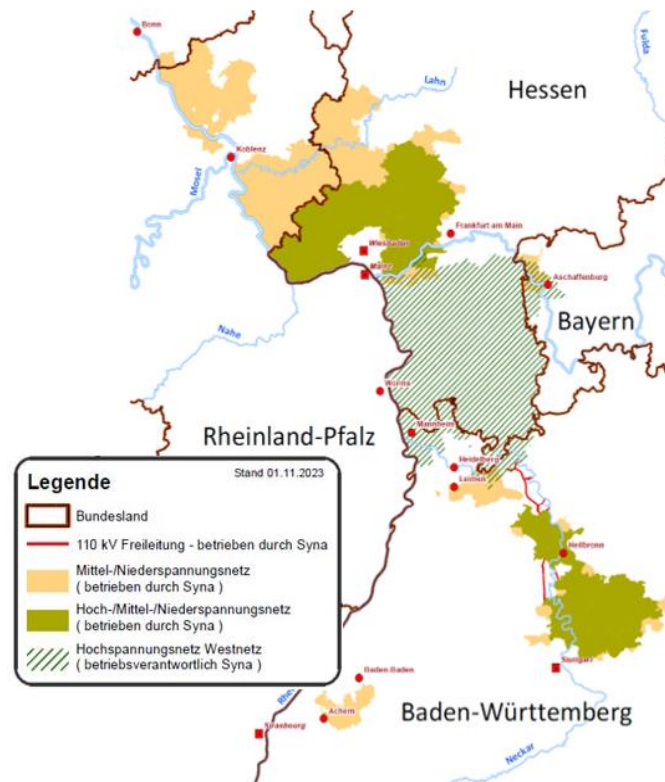 Bonn
Fulda
Lahn
Hessen
Koblenz
Mosel
Frankfurt am Main
Wiesbaden
Mainz
Aschaffenburg
Bayern
Nahe
Worms
Rheinland-Pfalz
Mannheim
Heidelberg
Leimen
Legende
Stand 01.11.2023
Bundesland
110 kV Freileitung - betrieben durch Syna
Mittel-/Niederspannungsnetz
( betrieben durch Syna )
Hoch-/Mittel-/Niederspannungsnetz
( betrieben durch Syna )
Hochspannungsnetz Westnetz
( betriebsverantwortlich Syna )
Heilbronn
Stuttgart
Baden-Baden
Achern
Baden-Württemberg
Strasbourg
Neckar